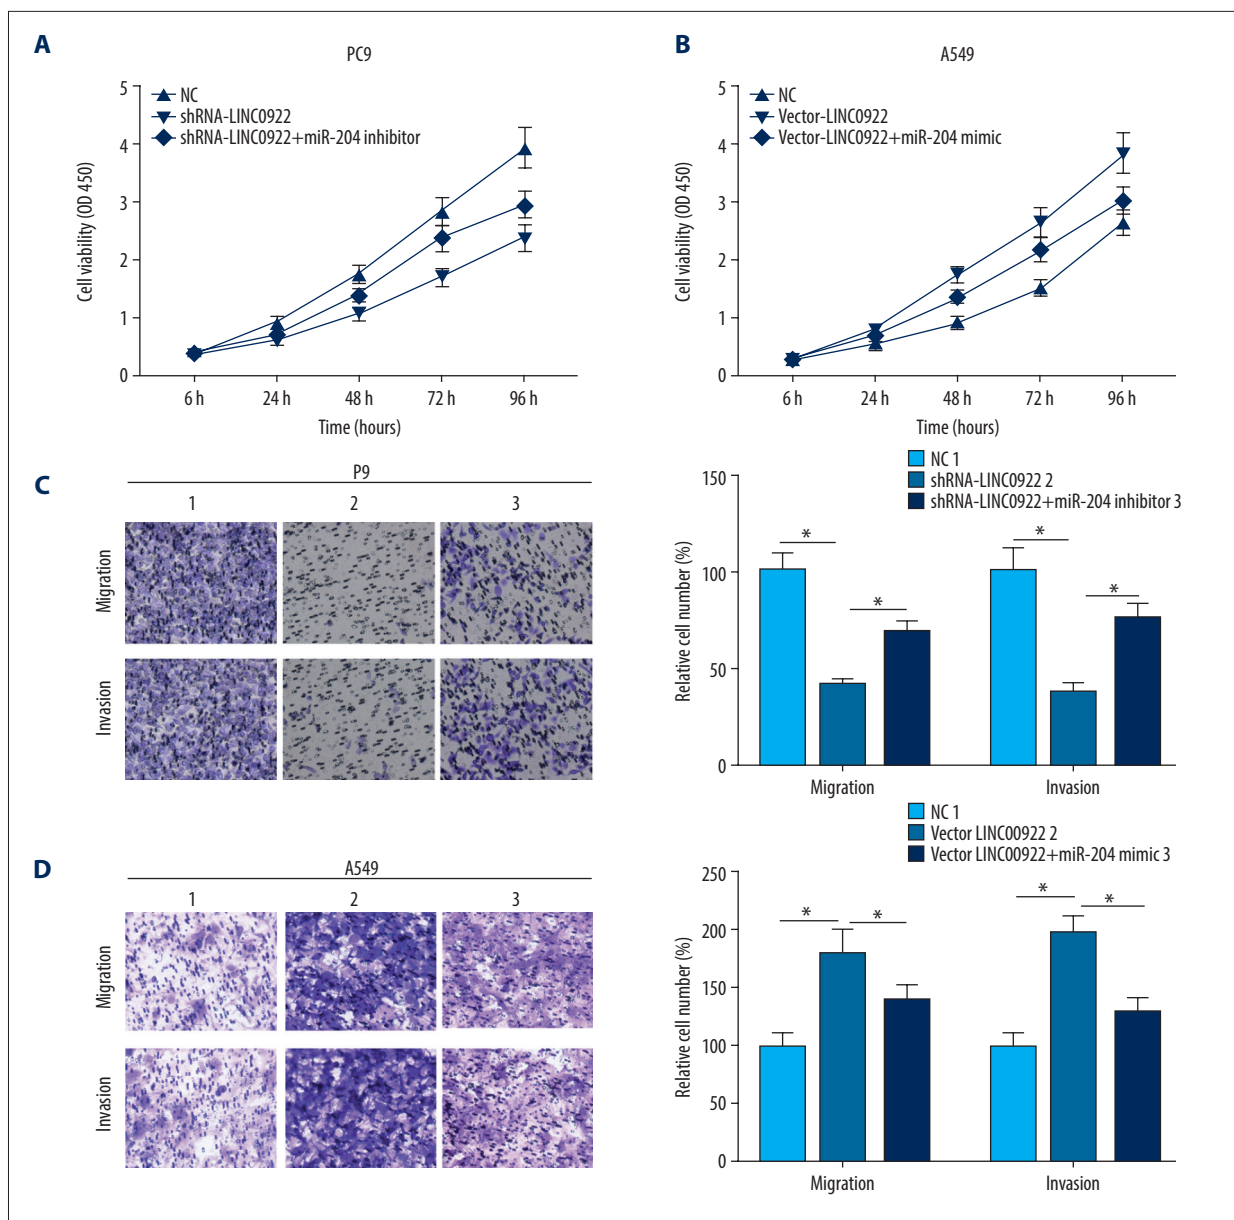 A
PC9
5
4
3
2
1
0
Cell viability (OD 450)
NC
shRNA-LINC0922
shRNA-LINC0922+miR-204 inhibitor
6 h 24 h 48 h 72 h 96 h
Time (hours)
B
A549
5
4
3
2
1
0
Cell viability (OD 450)
NC
Vector-LINC0922
Vector-LINC0922+miR-204 mimic
6 h 24 h 48 h 72 h 96 h
Time (hours)
C
P9
1 2 3
Migration
Invasion
NC 1
shRNA-LINC0922 2
shRNA-LINC0922+miR-204 inhibitor 3
150
100
50
0
Relative cell number (%)
* * * *
Migration Invasion
D
A549
1 2 3
Migration
Invasion
NC 1
Vector LINC00922 2
Vector LINC00922+miR-204 mimic 3
250
200
150
100
50
0
Relative cell number (%)
* * * *
Migration Invasion